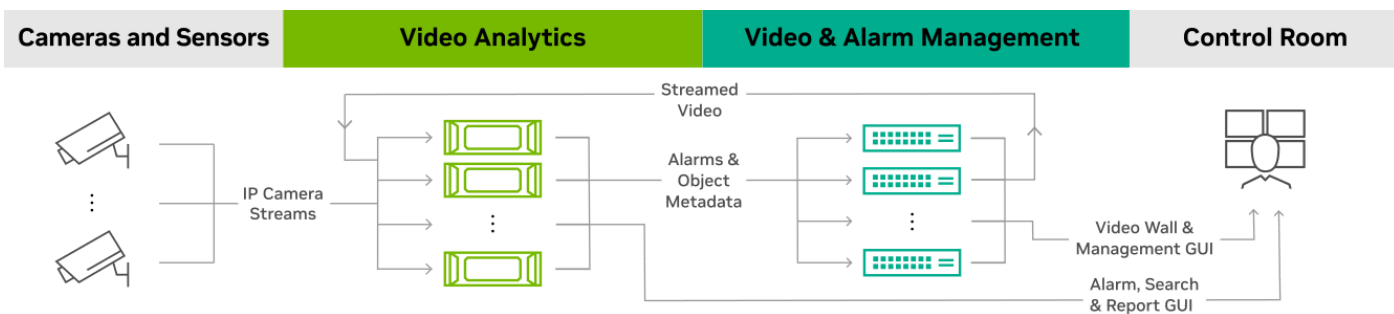 Cameras and Sensors
Video Analytics
Video & Alarm Management
Control Room
Streamed
Video
IP Camera
Streams
Alarms &
Object
Metadata
Video Wall &
Management GUI
Alarm, Search
& Report GUI